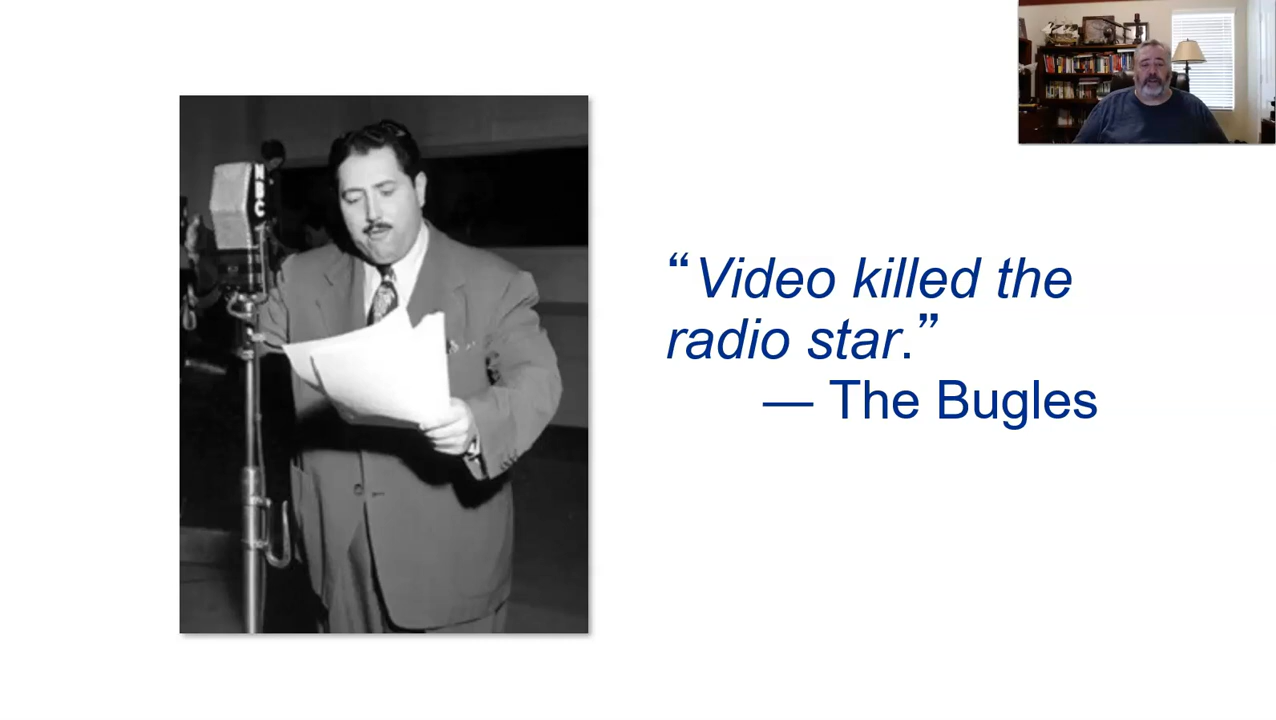 NBC
“Video killed the
radio star.”
— The Bugles